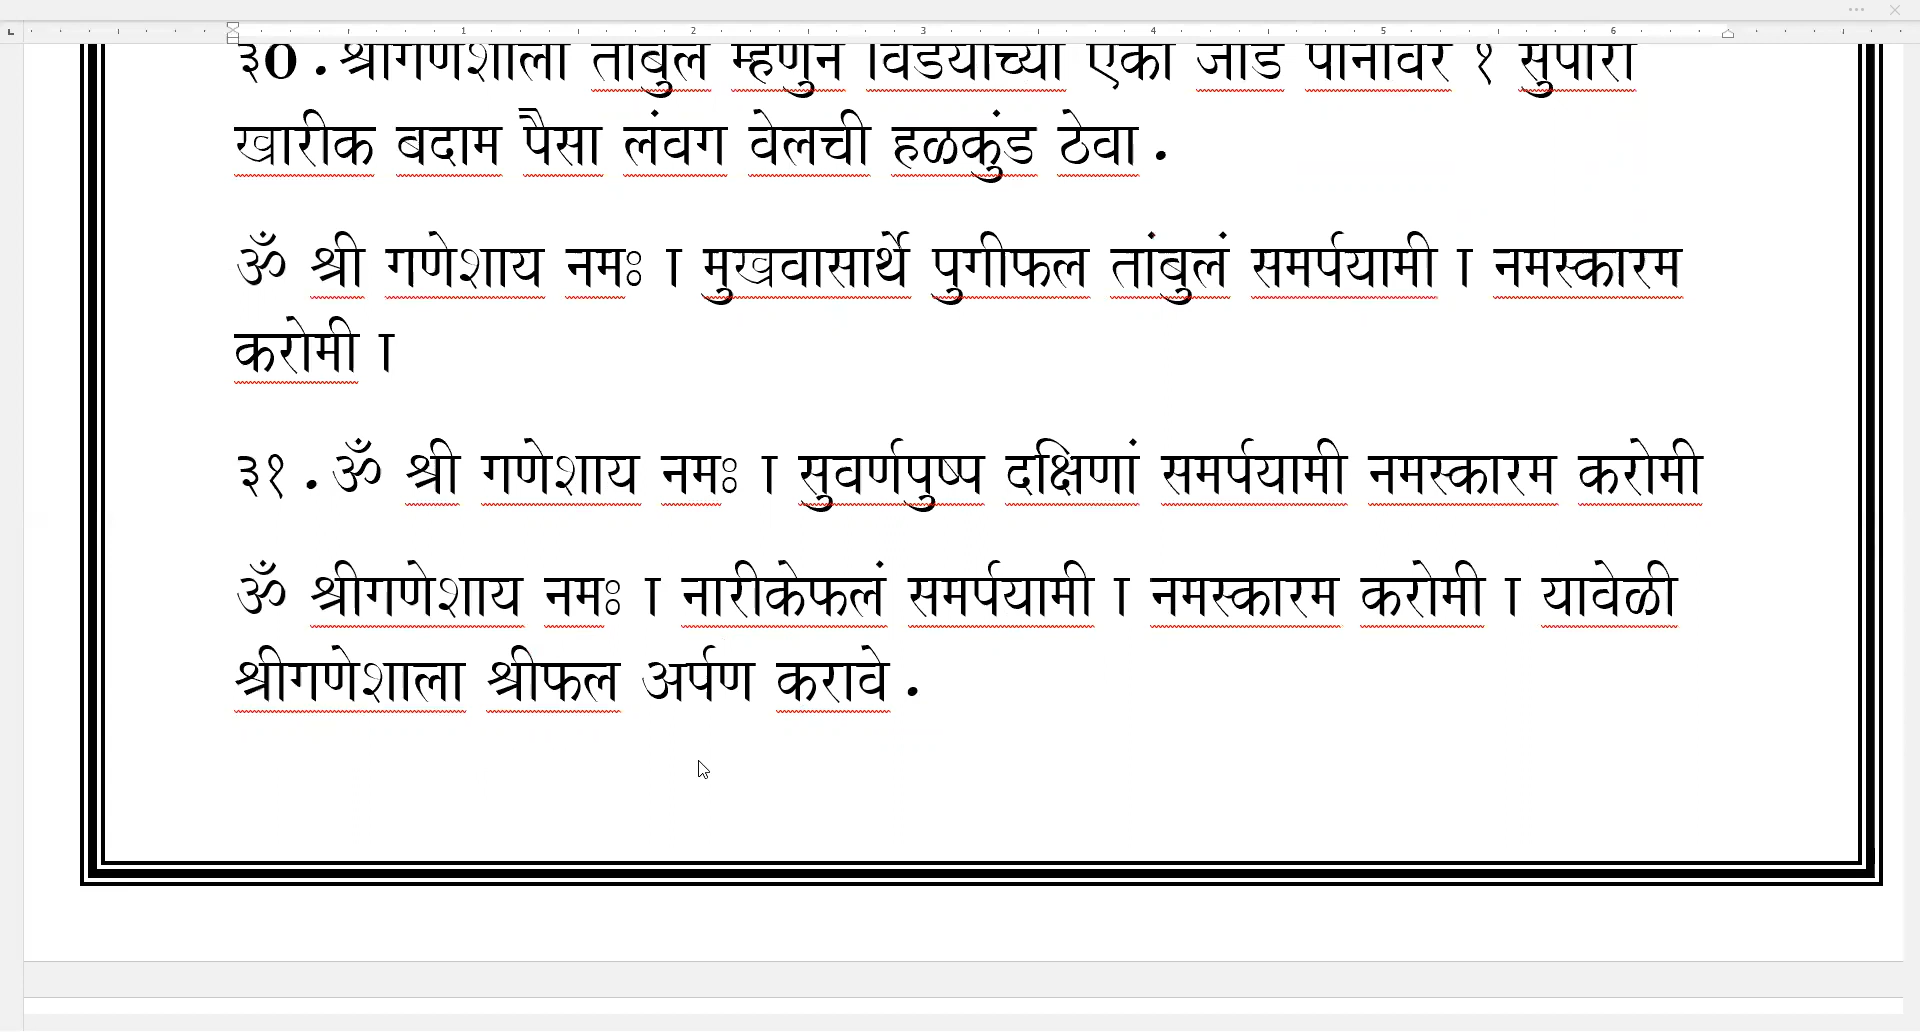 ३0 .श्रीगणेशाला तांबुल म्हणुन विडयाच्या एका जोड पानावर १ सुपारी
खारीक बदाम पैसा लंवग वेलची हळकुंड ठेवा .
ॐ श्री गणेशाय नमः । मुखवासार्थे पुगीफल तांबुलं समर्पयामी । नमस्कारम
करोमी ।
३१ .ॐ श्री गणेशाय नमः । सुवर्णपुष्प दक्षिणां समर्पयामी नमस्कारम करोमी
ॐ श्रीगणेशाय नमः । नारीकेफलं समर्पयामी । नमस्कारम करोमी । यावेळी
श्रीगणेशाला श्रीफल अर्पण करावे .